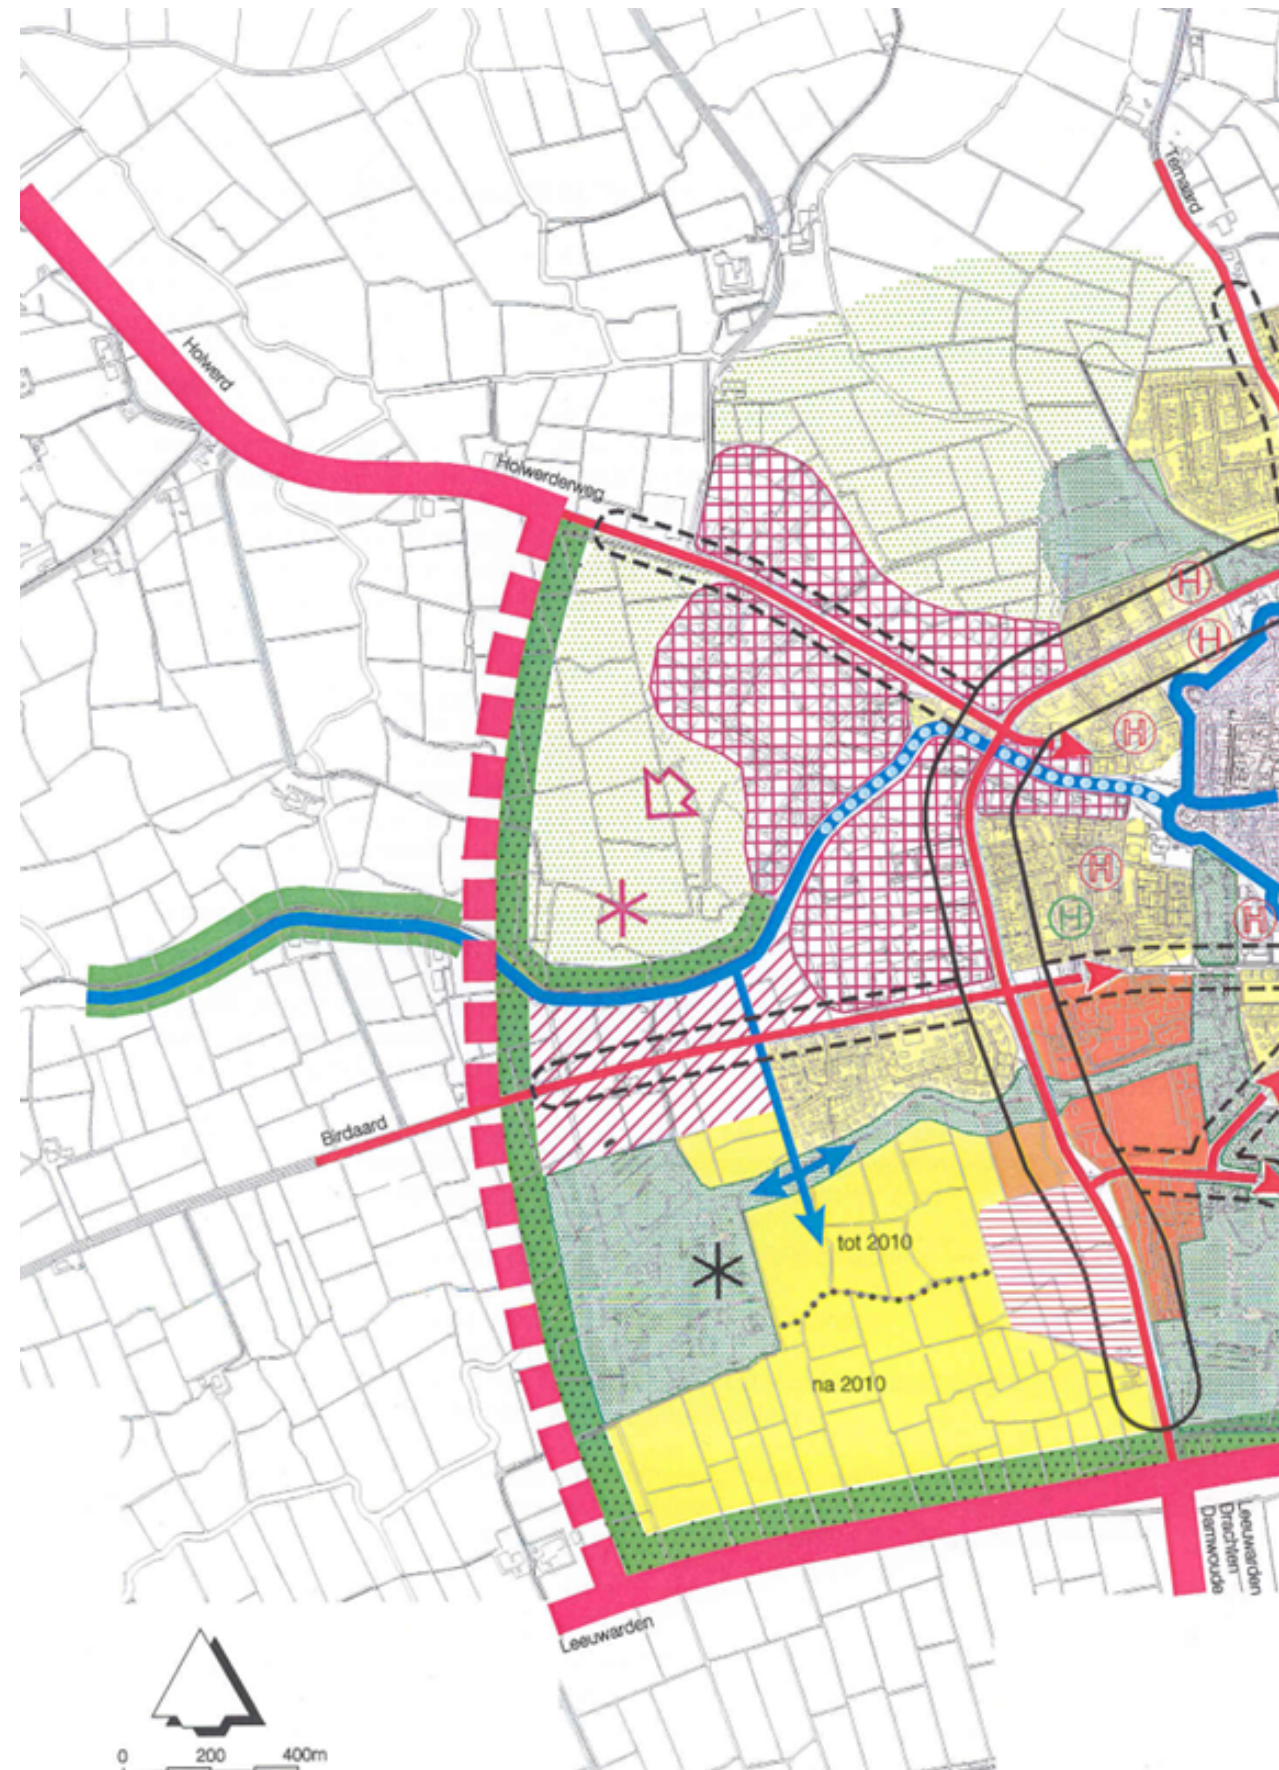 Ternaard
Holwerd
Holwerderweg
H
H
H
H
H
H
Birdaard
tot 2010
na 2010
Leeuwarden
Drachten
Damwoude
Leeuwarden
0 200 400m